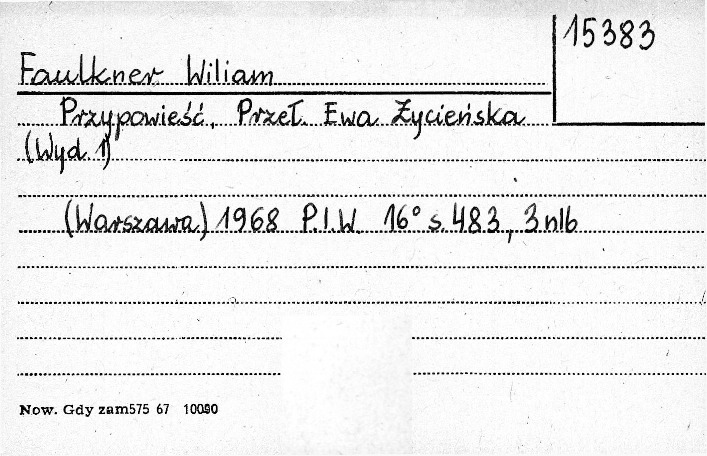 15383
Faulkner Wiliam
Przypowieść. Przeł. Ewa Życieńska
(Wyd. 1)
(Warszawa) 1968 P.I.W 16° s. 483, 3 nlb
Now. Gdy zam575 67 10090